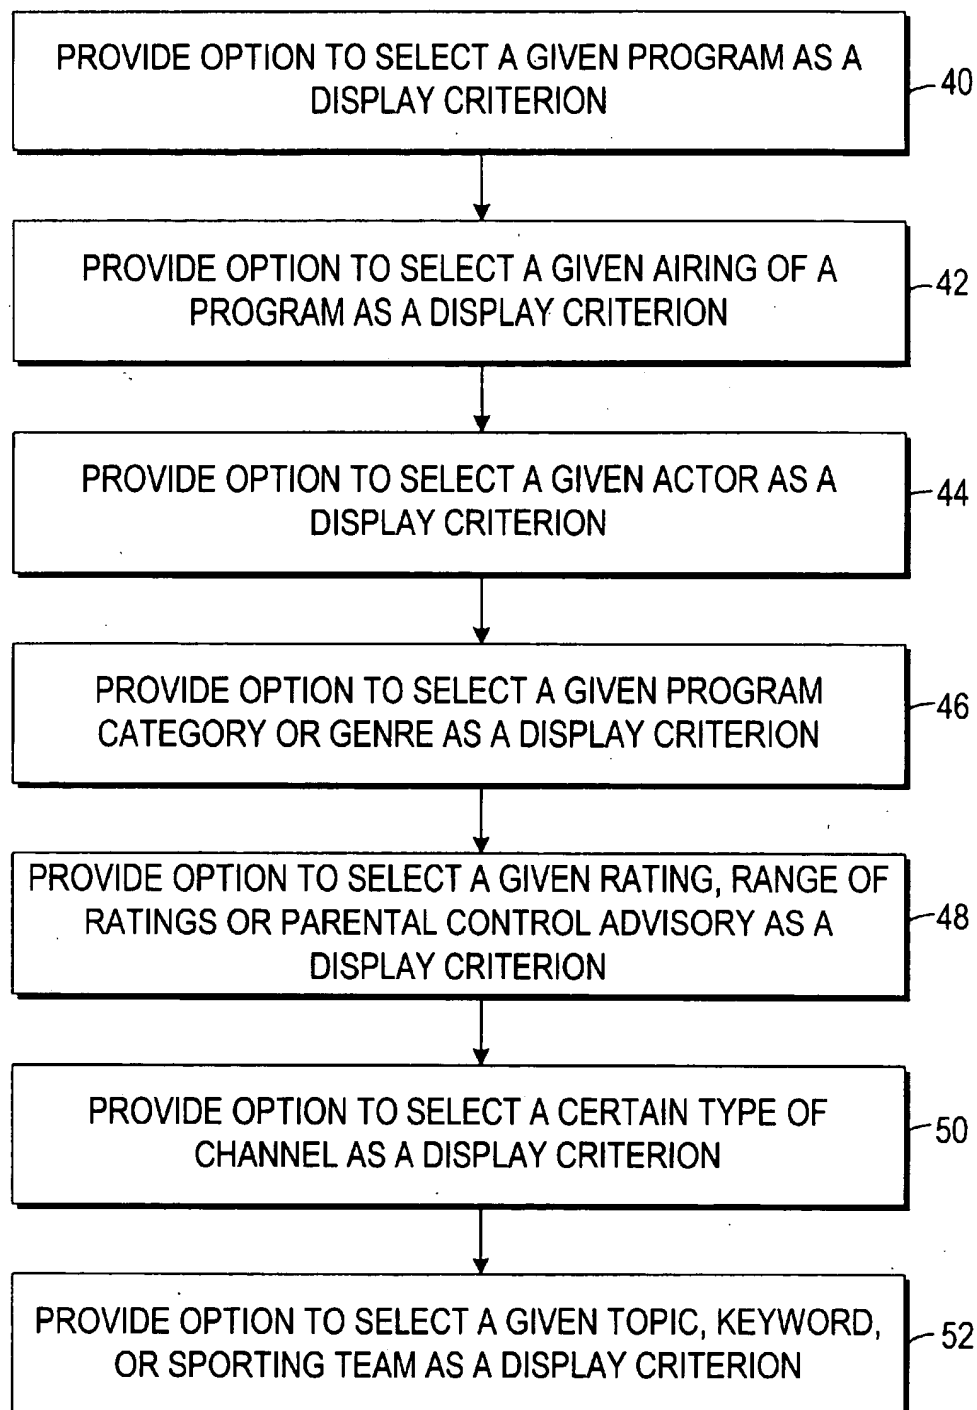 PROVIDE OPTION TO SELECT A GIVEN PROGRAM AS A
DISPLAY CRITERION
40
PROVIDE OPTION TO SELECT A GIVEN AIRING OF A
PROGRAM AS A DISPLAY CRITERION
42
PROVIDE OPTION TO SELECT A GIVEN ACTOR AS A
DISPLAY CRITERION
44
PROVIDE OPTION TO SELECT A GIVEN PROGRAM
CATEGORY OR GENRE AS A DISPLAY CRITERION
46
PROVIDE OPTION TO SELECT A GIVEN RATING, RANGE OF
RATINGS OR PARENTAL CONTROL ADVISORY AS A
DISPLAY CRITERION
48
PROVIDE OPTION TO SELECT A CERTAIN TYPE OF
CHANNEL AS A DISPLAY CRITERION
50
PROVIDE OPTION TO SELECT A GIVEN TOPIC, KEYWORD,
OR SPORTING TEAM AS A DISPLAY CRITERION
52